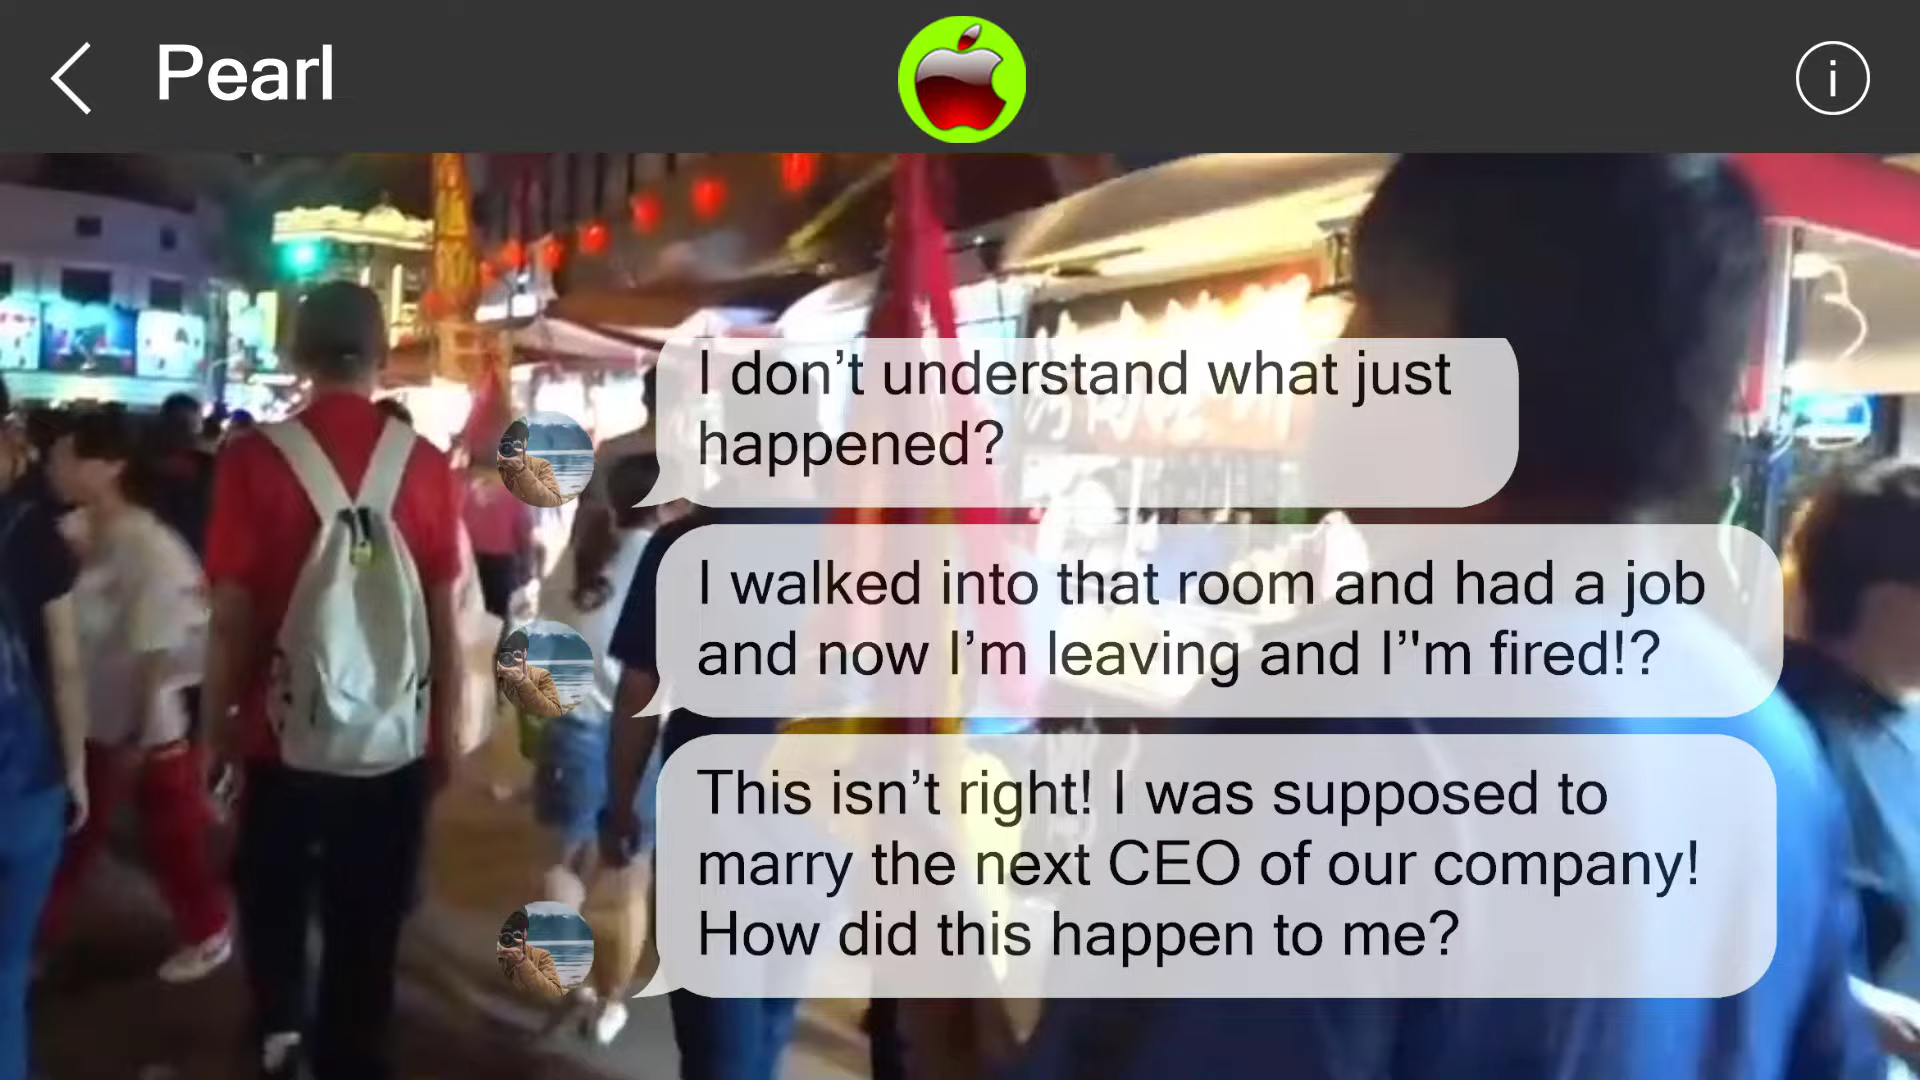 Pearl
i
I don’t understand what just
happened?
I walked into that room and had a job
and now I’m leaving and I’'m fired!?
This isn’t right! I was supposed to
marry the next CEO of our company!
How did this happen to me?